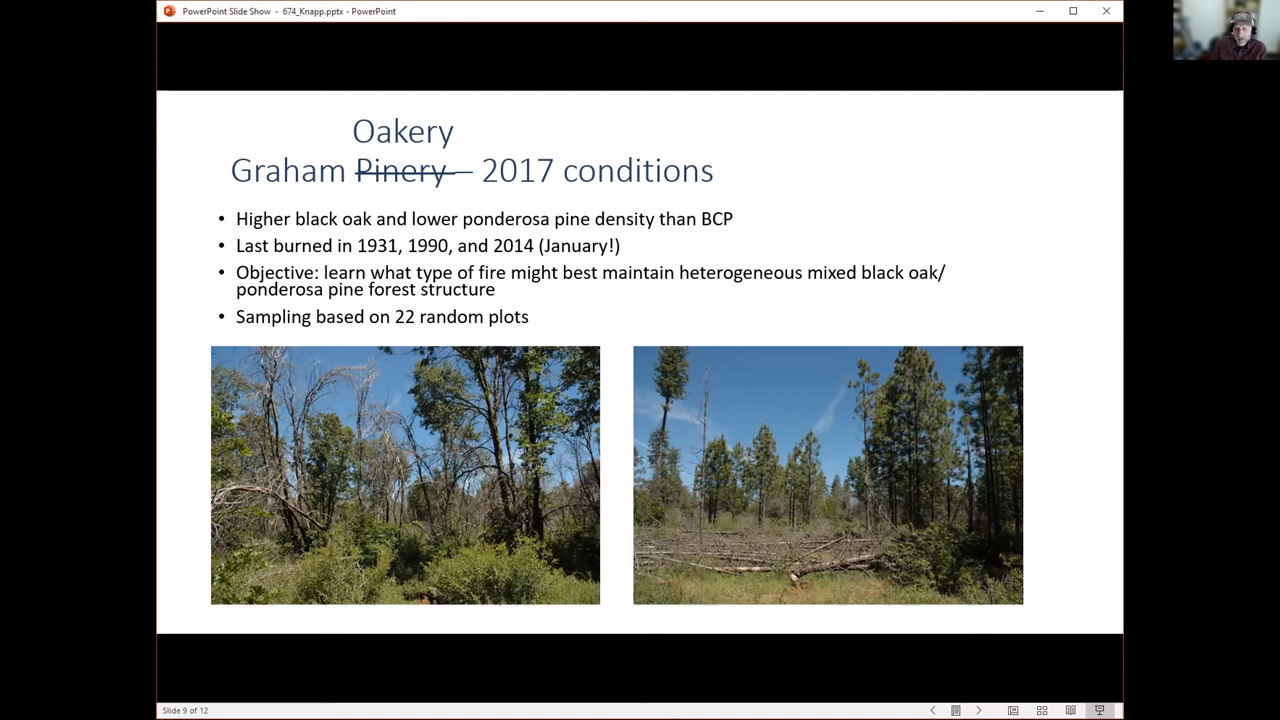 PowerPoint Slide Show - 674_Knapp.pptx - PowerPoint
Oakery
Graham Pinery – 2017 conditions
• Higher black oak and lower ponderosa pine density than BCP
• Last burned in 1931, 1990, and 2014 (January!)
• Objective: learn what type of fire might best maintain heterogeneous mixed black oak/
ponderosa pine forest structure
• Sampling based on 22 random plots
Slide 9 of 12